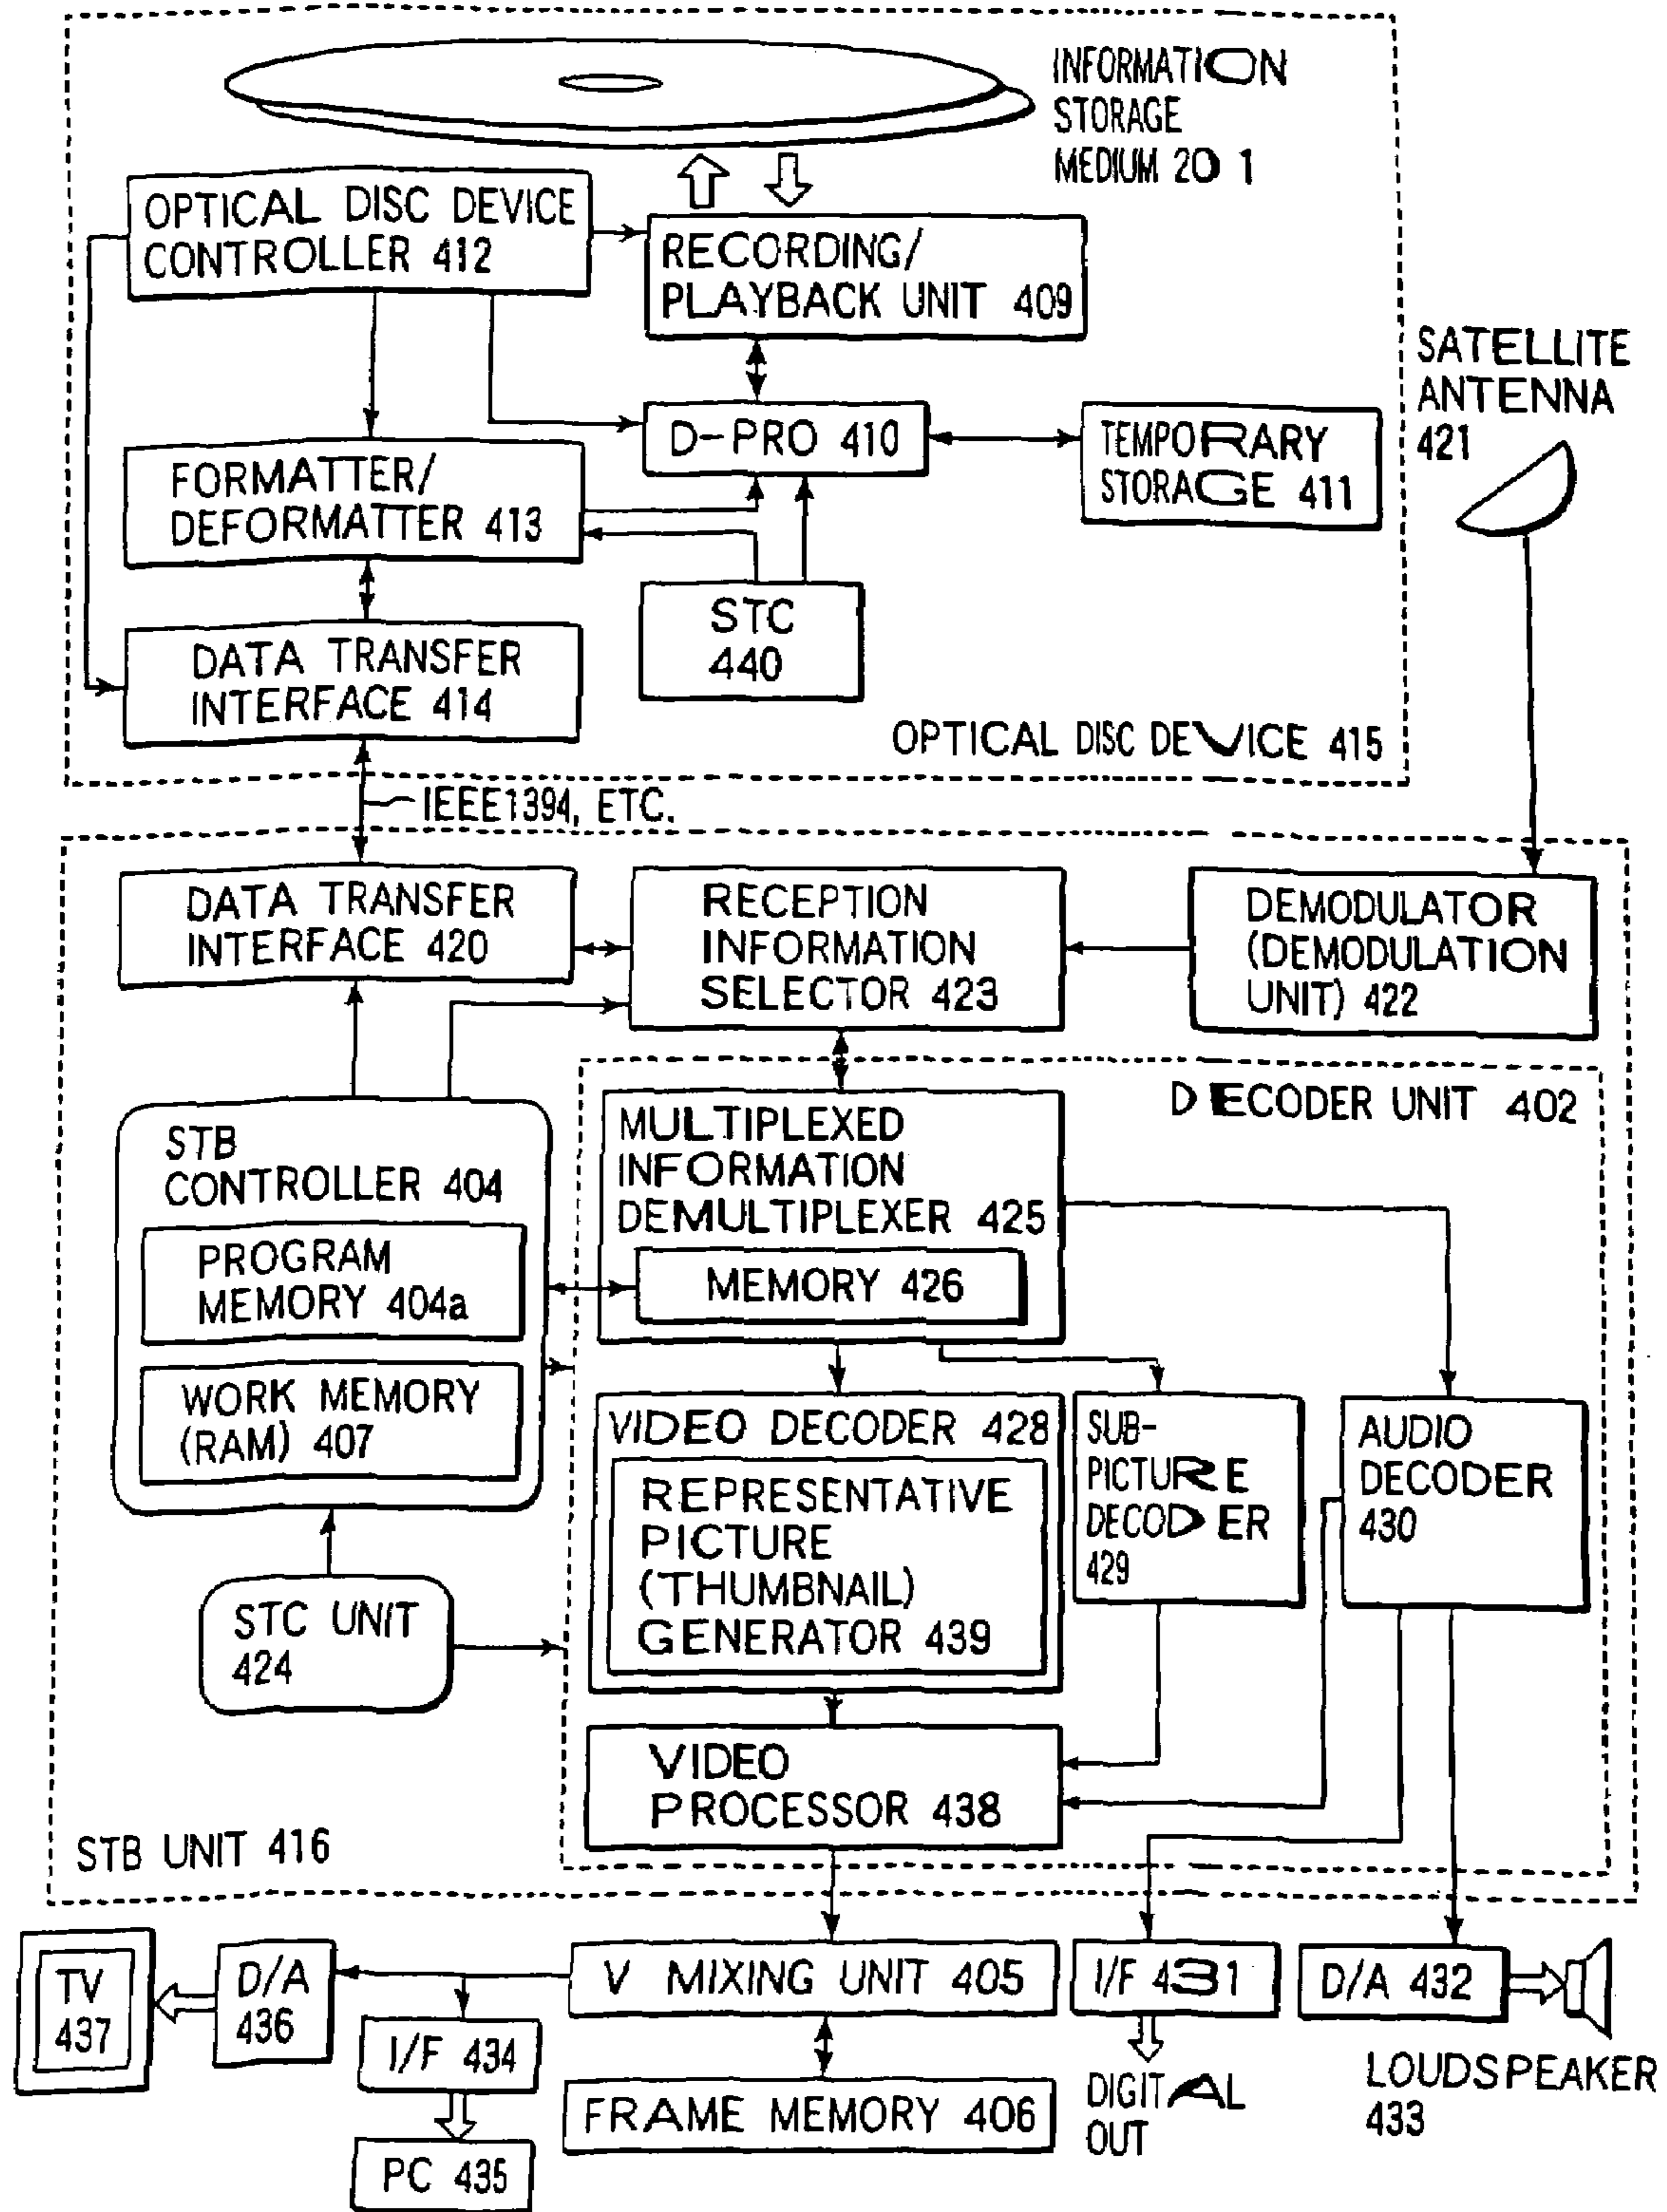 INFORMATION
STORAGE
MEDIUM 201
OPTICAL DISC DEVICE
CONTROLLER 412
RECORDING/
PLAYBACK UNIT 409
SATELLITE
ANTENNA
421
D-PRO 410
TEMPORARY
STORAGE 411
FORMATTER/
DEFORMATTER 413
STC
440
DATA TRANSFER
INTERFACE 414
OPTICAL DISC DEVICE 415
IEEE1394, ETC.
DATA TRANSFER
INTERFACE 420
RECEPTION
INFORMATION
SELECTOR 423
DEMODULATOR
(DEMODULATION
UNIT) 422
DECODER UNIT 402
STB
CONTROLLER 404
PROGRAM
MEMORY 404a
WORK MEMORY
(RAM) 407
MULTIPLEXED
INFORMATION
DEMULTIPLEXER 425
MEMORY 426
VIDEO DECODER 428
REPRESENTATIVE
PICTURE
(THUMBNAIL)
GENERATOR 439
SUB-
PICTURE
DECODER
429
AUDIO
DECODER
430
STC UNIT
424
VIDEO
PROCESSOR 438
STB UNIT 416
TV
437
D/A
436
V MIXING UNIT 405
I/F 431
D/A 432
I/F 434
FRAME MEMORY 406
DIGITAL
OUT
LOUDSPEAKER
433
PC 435